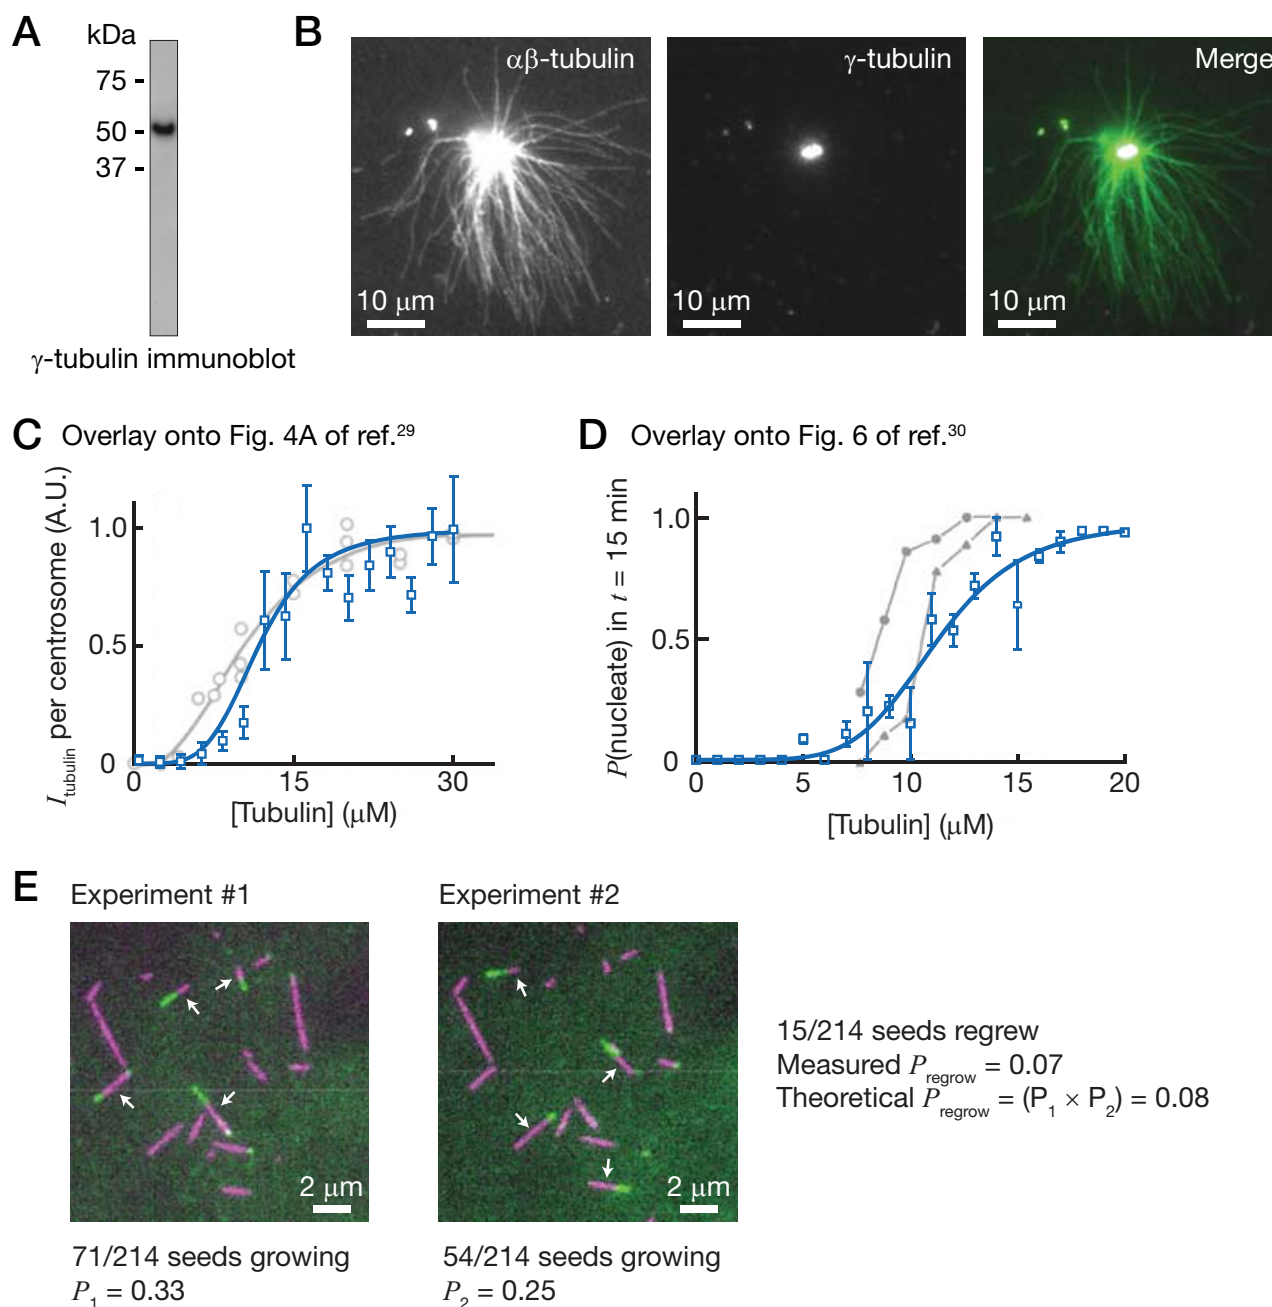 A
kDa
75
50
37
γ-tubulin immunoblot
B
αβ-tubulin
10 μm
γ-tubulin
10 μm
Merge
10 μm
C Overlay onto Fig. 4A of ref.²⁹
I_tubulin per centrosome (A.U.)
1.0
0.5
0
0 15 30
[Tubulin] (μM)
D Overlay onto Fig. 6 of ref.³⁰
P(nucleate) in t = 15 min
1.0
0.5
0
0 5 10 15 20
[Tubulin] (μM)
E
Experiment #1
2 μm
71/214 seeds growing
P₁ = 0.33
Experiment #2
2 μm
54/214 seeds growing
P₂ = 0.25
15/214 seeds regrew
Measured P_regrow = 0.07
Theoretical P_regrow = (P₁ × P₂) = 0.08